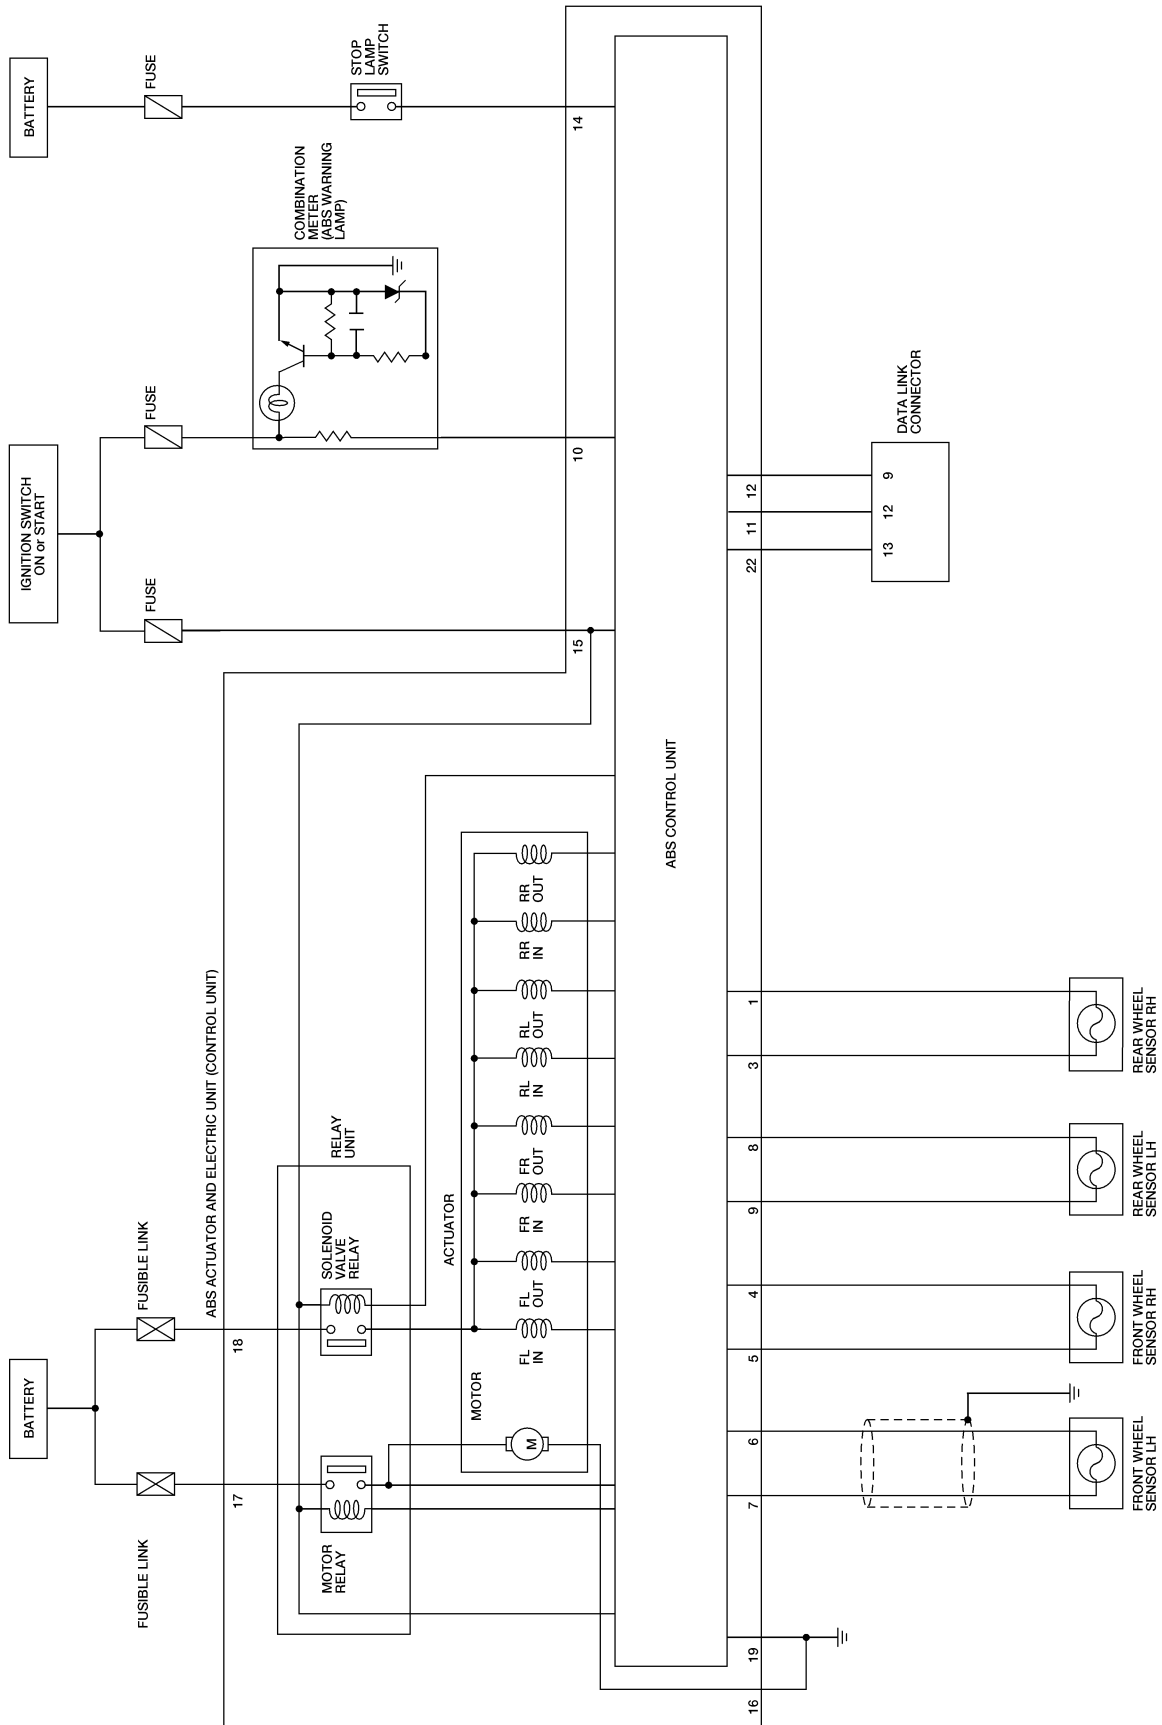 BATTERY
FUSIBLE LINK
FUSIBLE LINK
17
18
ABS ACTUATOR AND ELECTRIC UNIT (CONTROL UNIT)
IGNITION SWITCH
ON or START
FUSE
FUSE
15
10
BATTERY
FUSE
STOP
LAMP
SWITCH
14
COMBINATION
METER
(ABS WARNING
LAMP)
MOTOR
RELAY
SOLENOID
VALVE
RELAY
RELAY
UNIT
MOTOR
ACTUATOR
M
FL
IN
FL
OUT
FR
IN
FR
OUT
RL
IN
RL
OUT
RR
IN
RR
OUT
ABS CONTROL UNIT
16
19
7
6
5
4
9
8
3
1
22
11
12
13
12
9
DATA LINK
CONNECTOR
FRONT WHEEL
SENSOR LH
FRONT WHEEL
SENSOR RH
REAR WHEEL
SENSOR LH
REAR WHEEL
SENSOR RH